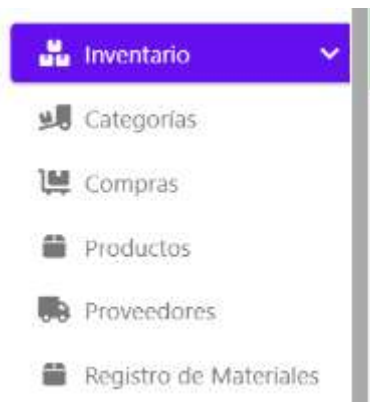 Inventario
Categorías
Compras
Productos
Proveedores
Registro de Materiales